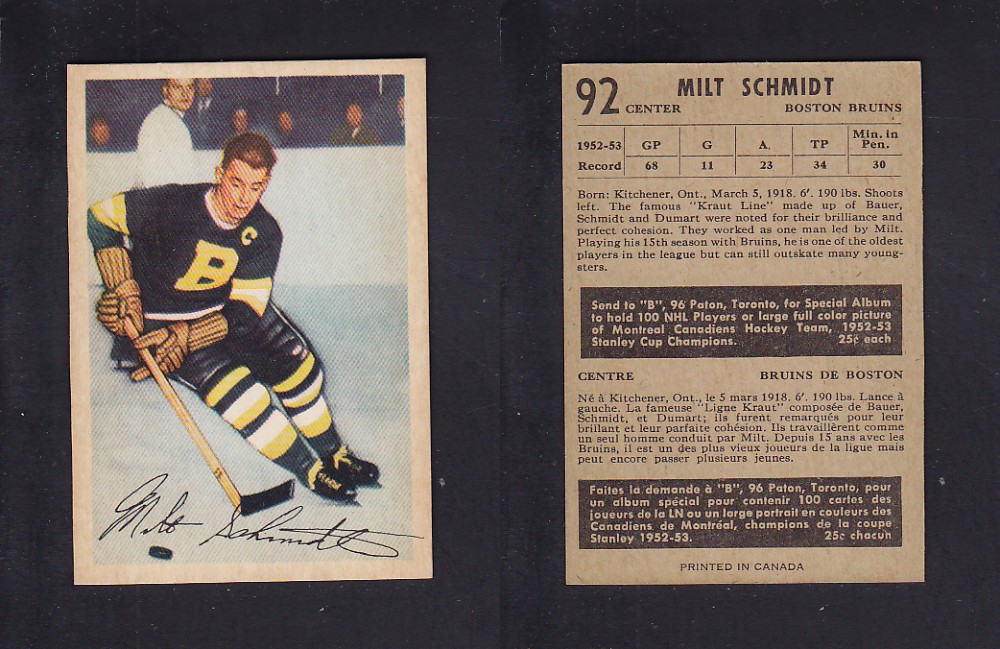 B
C
Milt Schmidt
92 MILT SCHMIDT
CENTER BOSTON BRUINS
1952-53 GP G A. TP Min. in Pen.
Record 68 11 23 34 30
Born: Kitchener, Ont., March 5, 1918. 6'. 190 lbs. Shoots
left. The famous "Kraut Line" made up of Bauer,
Schmidt and Dumart were noted for their brilliance and
perfect cohesion. They worked as one man led by Milt.
Playing his 15th season with Bruins, he is one of the oldest
players in the league but can still outskate many young-
sters.
Send to "B", 96 Paton, Toronto, for Special Album
to hold 100 NHL Players or large full color picture
of Montreal Canadiens Hockey Team, 1952-53
Stanley Cup Champions. 25¢ each
CENTRE BRUINS DE BOSTON
Né à Kitchener, Ont., le 5 mars 1918. 6'. 190 lbs. Lance à
gauche. La fameuse "Ligne Kraut" composée de Bauer,
Schmidt, et Dumart; ils furent remarqués pour leur
brillant et leur parfaite cohésion. Ils travaillèrent comme
un seul homme conduit par Milt. Depuis 15 ans avec les
Bruins, il est un des plus vieux joueurs de la ligue mais
peut encore passer plusieurs jeunes.
Faites la demande à "B", 96 Paton, Toronto, pour
un album spécial pour contenir 100 cartes des
joueurs de la LN ou un large portrait en couleurs des
Canadiens de Montréal, champions de la coupe
Stanley 1952-53. 25¢ chacun
PRINTED IN CANADA